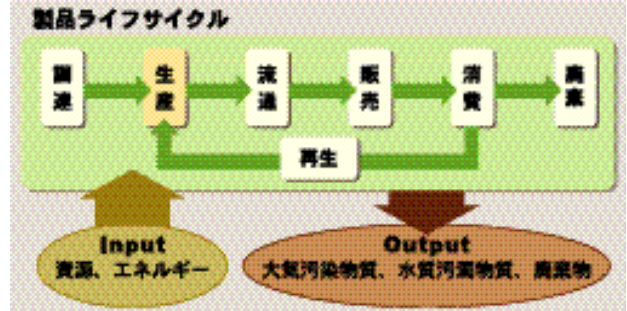 製品ライフサイクル
調達
生産
流通
販売
消費
廃棄
再生
Input
資源、エネルギー
Output
大気汚染物質、水質汚濁物質、廃棄物